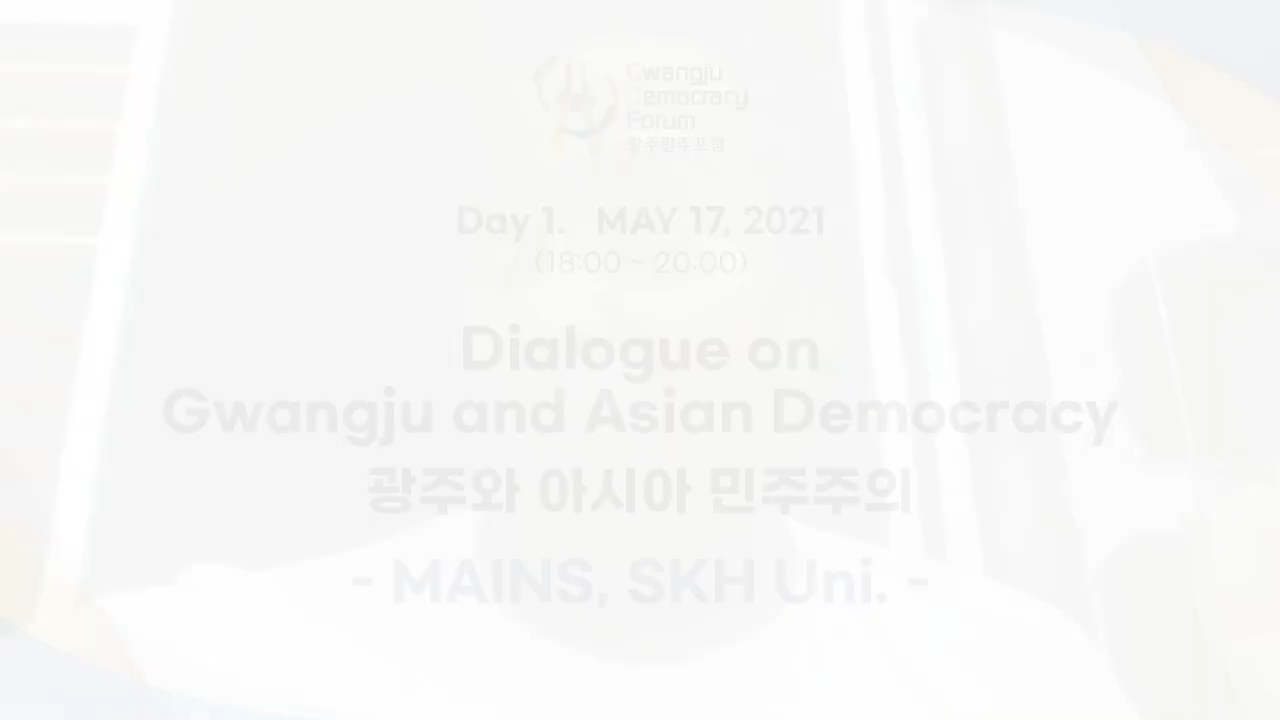 Gwangju
Democracy
Forum
광주민주포럼
Day 1. MAY 17, 2021
(18:00 ~ 20:00)
Dialogue on
Gwangju and Asian Democracy
광주와 아시아 민주주의
- MAINS, SKH Uni. -